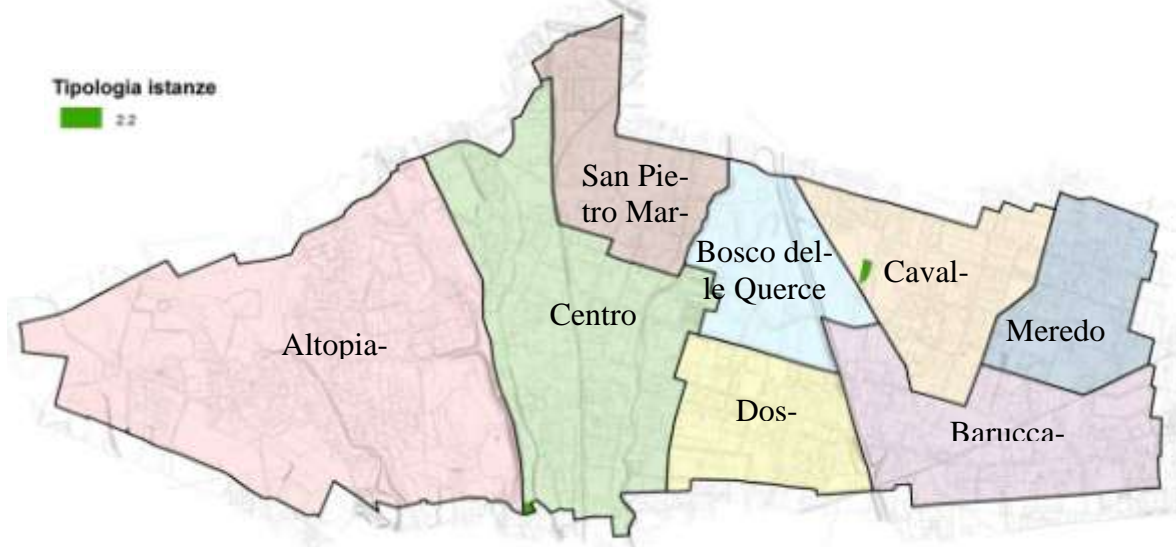 Tipologia istanze
2.2
San Pie-
tro Mar-
Bosco del-
le Querce
Caval-
Centro
Altopia-
Meredo
Dos-
Barucca-